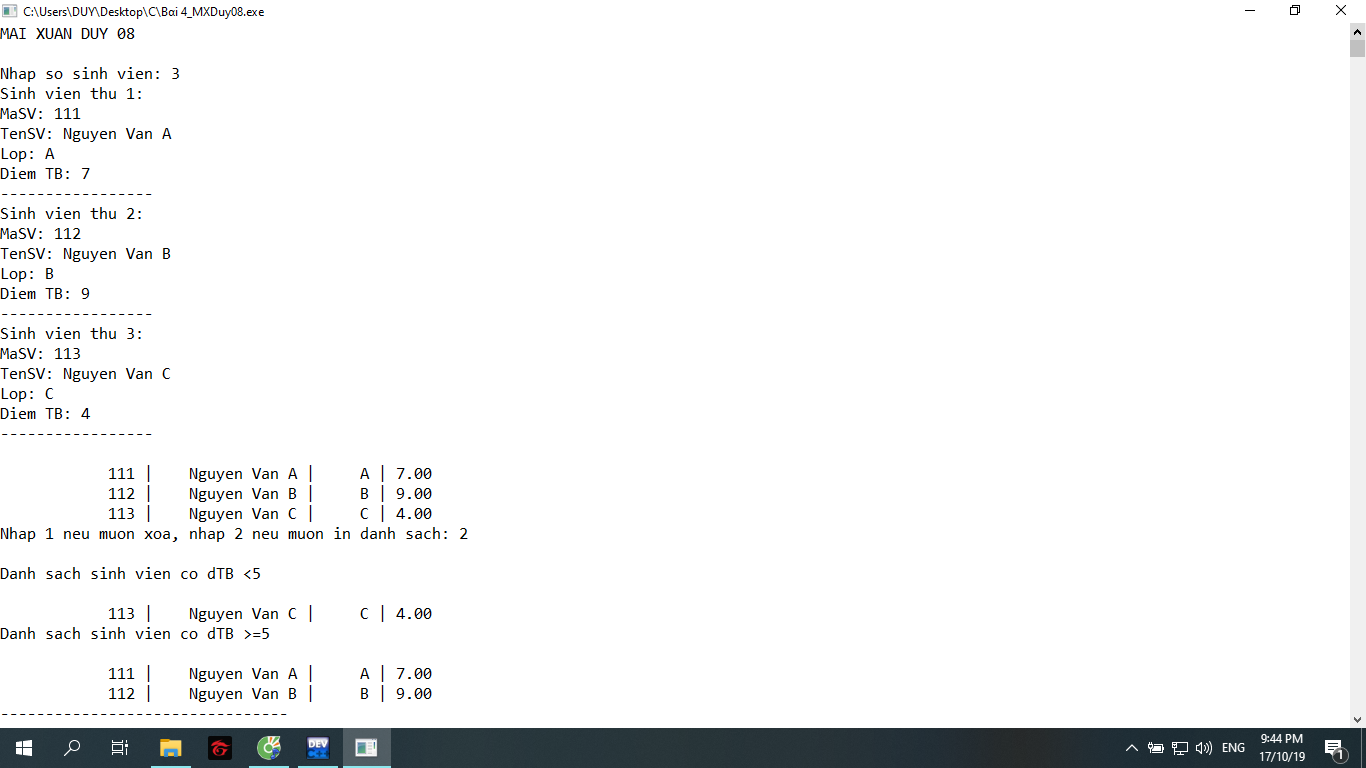 C:\Users\DUY\Desktop\C\Bai 4_MXDuy08.exe
MAI XUAN DUY 08
Nhap so sinh vien: 3
Sinh vien thu 1:
MaSV: 111
TenSV: Nguyen Van A
Lop: A
Diem TB: 7
-----------------
Sinh vien thu 2:
MaSV: 112
TenSV: Nguyen Van B
Lop: B
Diem TB: 9
-----------------
Sinh vien thu 3:
MaSV: 113
TenSV: Nguyen Van C
Lop: C
Diem TB: 4
-----------------
111 | Nguyen Van A | A | 7.00
112 | Nguyen Van B | B | 9.00
113 | Nguyen Van C | C | 4.00
Nhap 1 neu muon xoa, nhap 2 neu muon in danh sach: 2
Danh sach sinh vien co dTB <5
113 | Nguyen Van C | C | 4.00
Danh sach sinh vien co dTB >=5
111 | Nguyen Van A | A | 7.00
112 | Nguyen Van B | B | 9.00
--------------------------------
DEV
ENG
9:44 PM
17/10/19
1